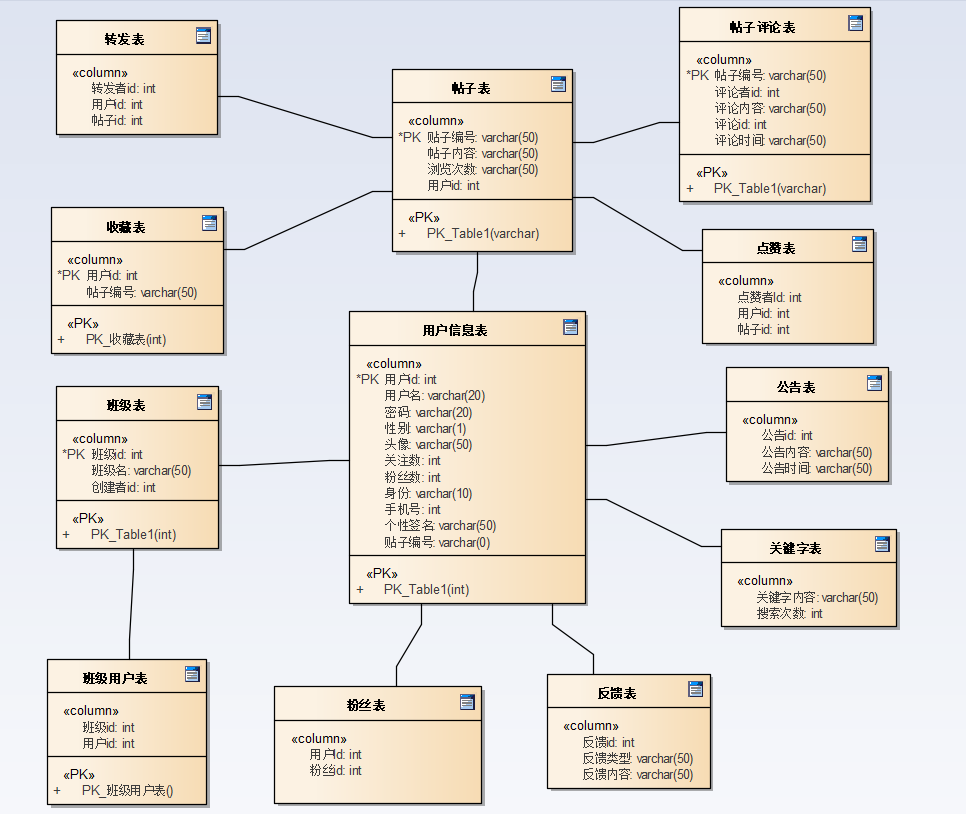 转发表
«column»
转发者id: int
用户id: int
帖子id: int
帖子表
«column»
*PK 贴子编号: varchar(50)
帖子内容: varchar(50)
浏览次数: varchar(50)
用户id: int
«PK»
+ PK_Table1(varchar)
帖子评论表
«column»
*PK 帖子编号: varchar(50)
评论者id: int
评论内容: varchar(50)
评论id: int
评论时间: varchar(50)
«PK»
+ PK_Table1(varchar)
收藏表
«column»
*PK 用户id: int
帖子编号: varchar(50)
«PK»
+ PK_收藏表(int)
点赞表
«column»
点赞者Id: int
用户id: int
帖子id: int
用户信息表
«column»
*PK 用户id: int
用户名: varchar(20)
密码: varchar(20)
性别: varchar(1)
头像: varchar(50)
关注数: int
粉丝数: int
身份: varchar(10)
手机号: int
个性签名: varchar(50)
贴子编号: varchar(0)
«PK»
+ PK_Table1(int)
班级表
«column»
*PK 班级id: int
班级名: varchar(50)
创建者id: int
«PK»
+ PK_Table1(int)
公告表
«column»
公告id: int
公告内容: varchar(50)
公告时间: varchar(50)
关键字表
«column»
关键字内容: varchar(50)
搜索次数: int
班级用户表
«column»
班级id: int
用户id: int
«PK»
+ PK_班级用户表()
粉丝表
«column»
用户Id: int
粉丝id: int
反馈表
«column»
反馈id: int
反馈类型: varchar(50)
反馈内容: varchar(50)